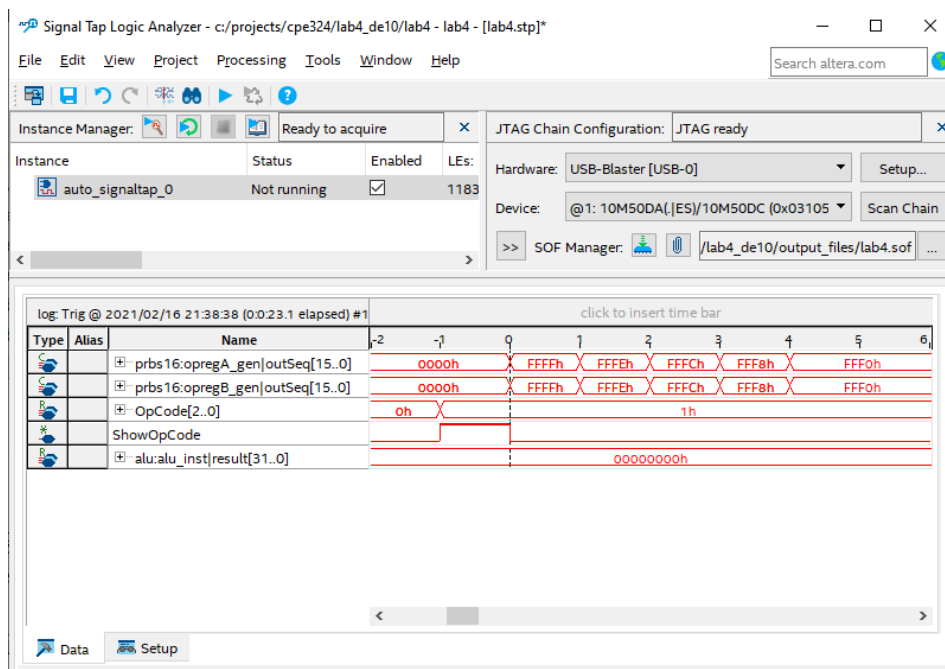 Signal Tap Logic Analyzer - c:/projects/cpe324/lab4_de10/lab4 - lab4 - [lab4.stp]*
File Edit View Project Processing Tools Window Help
Search altera.com
Instance Manager: Ready to acquire
Instance Status Enabled LEs:
auto_signaltap_0 Not running 1183
JTAG Chain Configuration: JTAG ready
Hardware: USB-Blaster [USB-0] Setup...
Device: @1: 10M50DA(.|ES)/10M50DC (0x03105 Scan Chain
>> SOF Manager: /lab4_de10/output_files/lab4.sof ...
log: Trig @ 2021/02/16 21:38:38 (0:0:23.1 elapsed) #1 click to insert time bar
Type Alias Name -2 -1 0 1 2 3 4 5 6
prbs16:opregA_gen|outSeq[15..0] 0000h FFFFh FFFEh FFFCh FFF8h FFF0h
prbs16:opregB_gen|outSeq[15..0] 0000h FFFFh FFFEh FFFCh FFF8h FFF0h
OpCode[2..0] 0h 1h
ShowOpCode
alu:alu_inst|result[31..0] 00000000h
Data Setup